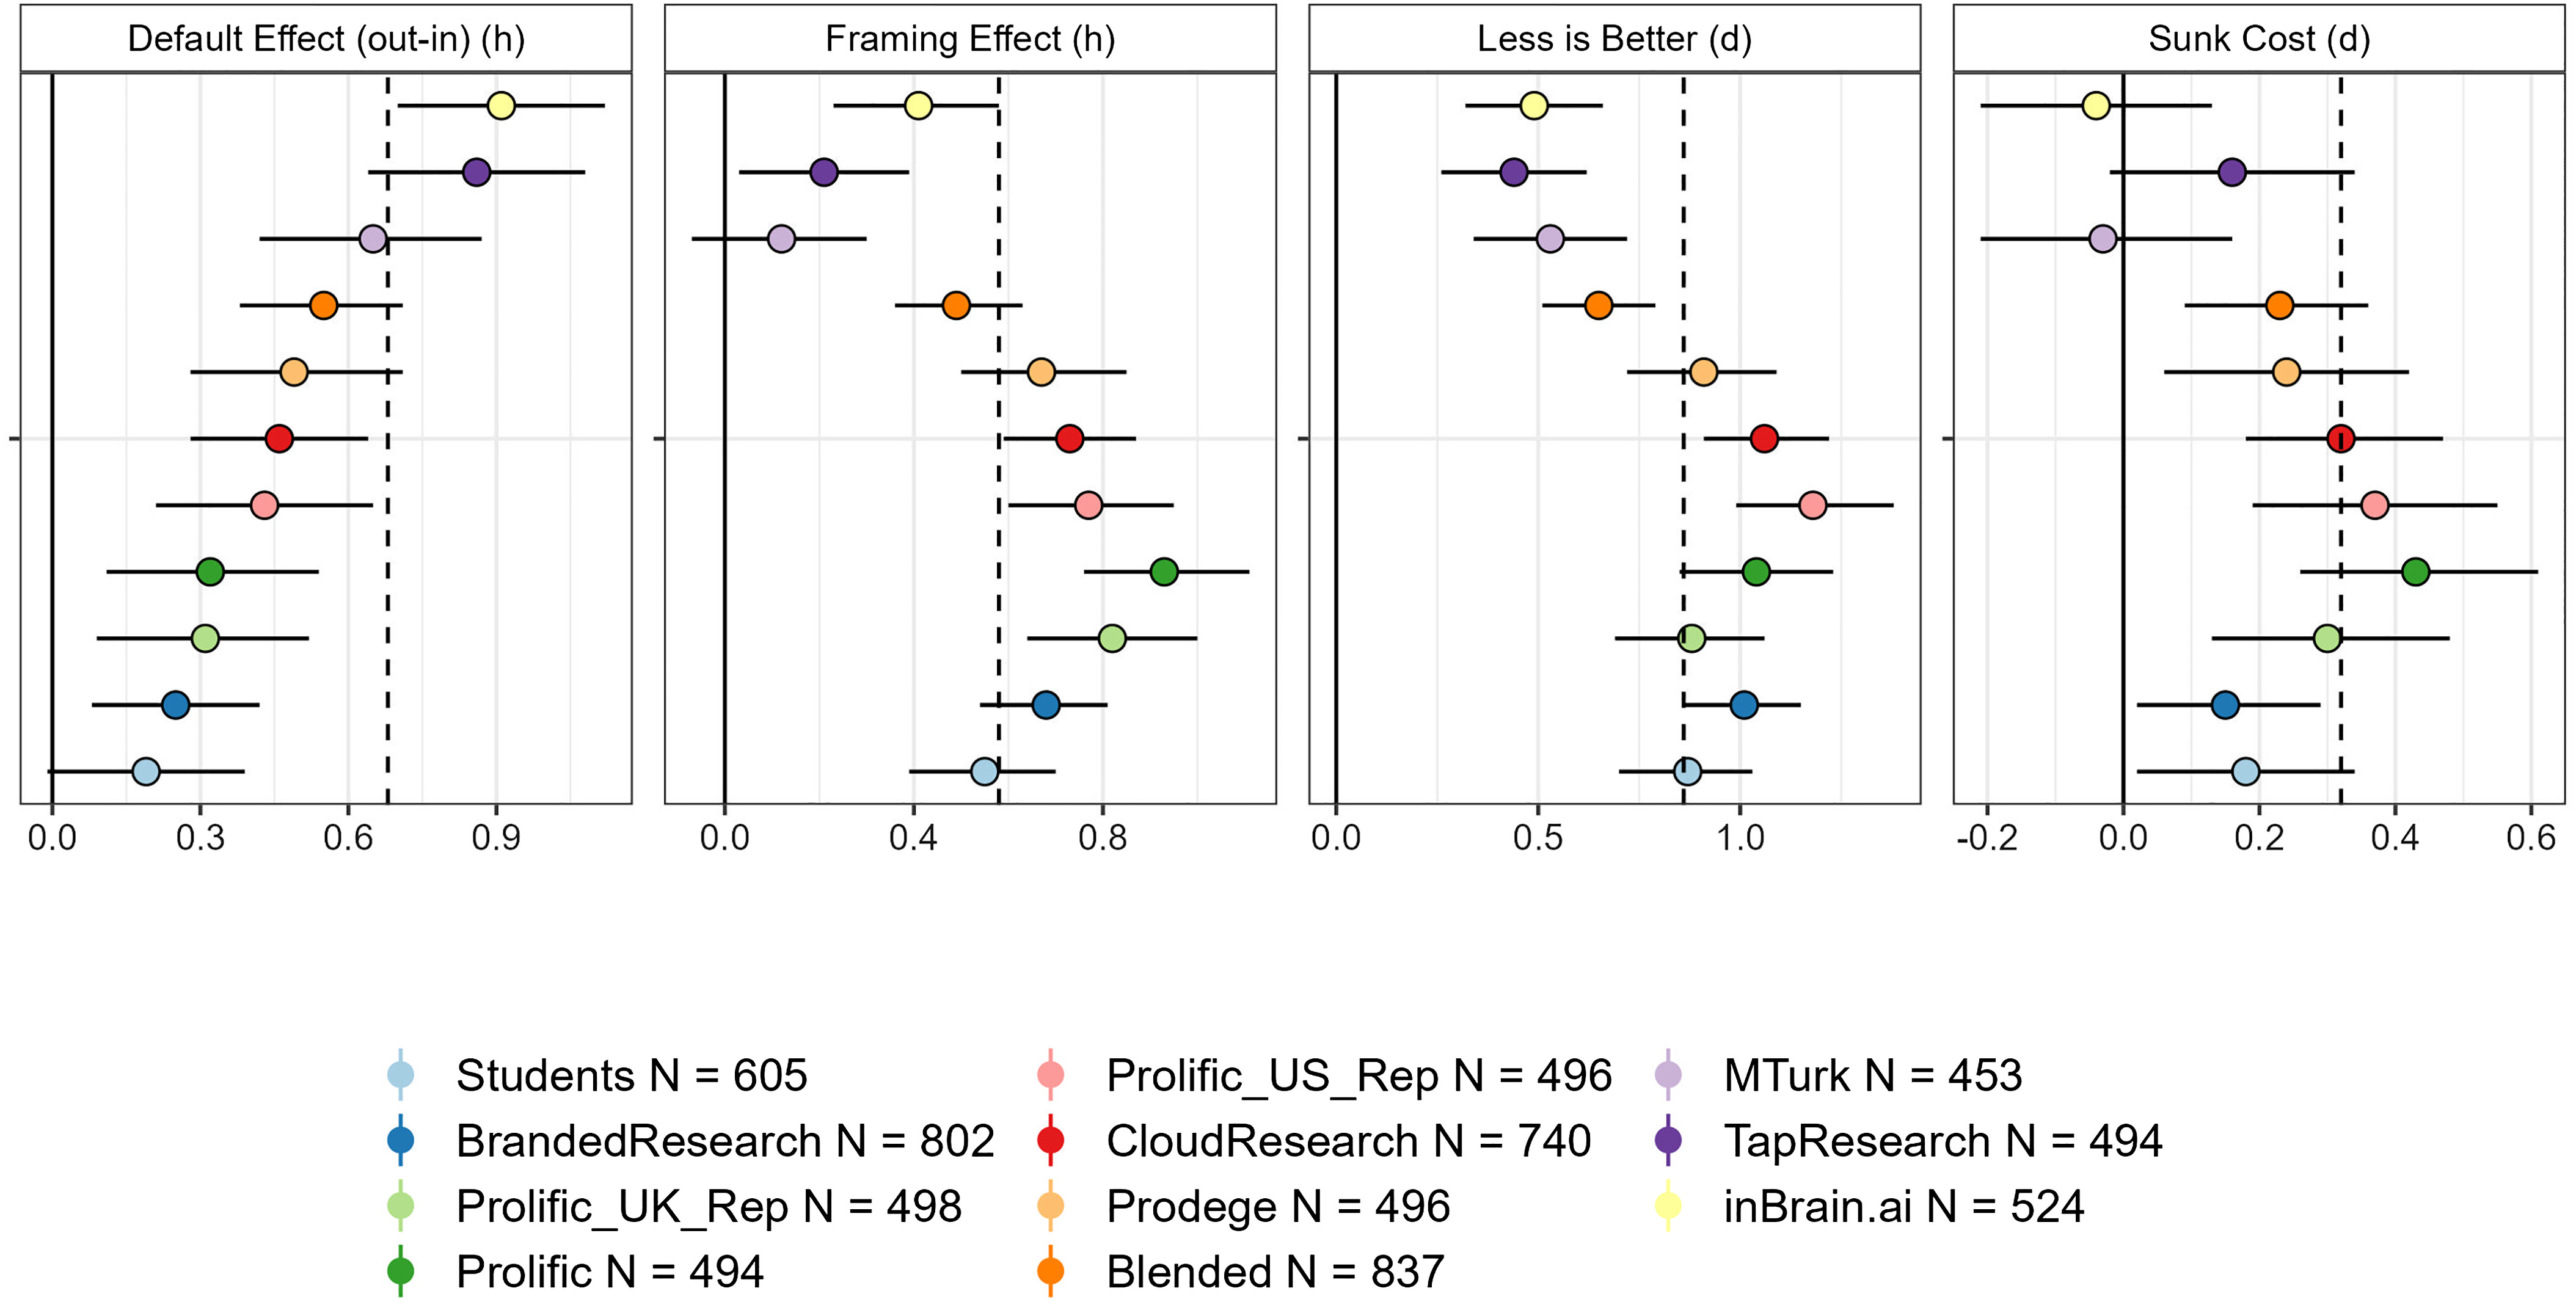 Default Effect (out-in) (h) Framing Effect (h) Less is Better (d) Sunk Cost (d)
0.0 0.3 0.6 0.9 0.0 0.4 0.8 0.0 0.5 1.0 -0.2 0.0 0.2 0.4 0.6
Students N = 605 Prolific_US_Rep N = 496 MTurk N = 453
BrandedResearch N = 802 CloudResearch N = 740 TapResearch N = 494
Prolific_UK_Rep N = 498 Prodege N = 496 inBrain.ai N = 524
Prolific N = 494 Blended N = 837